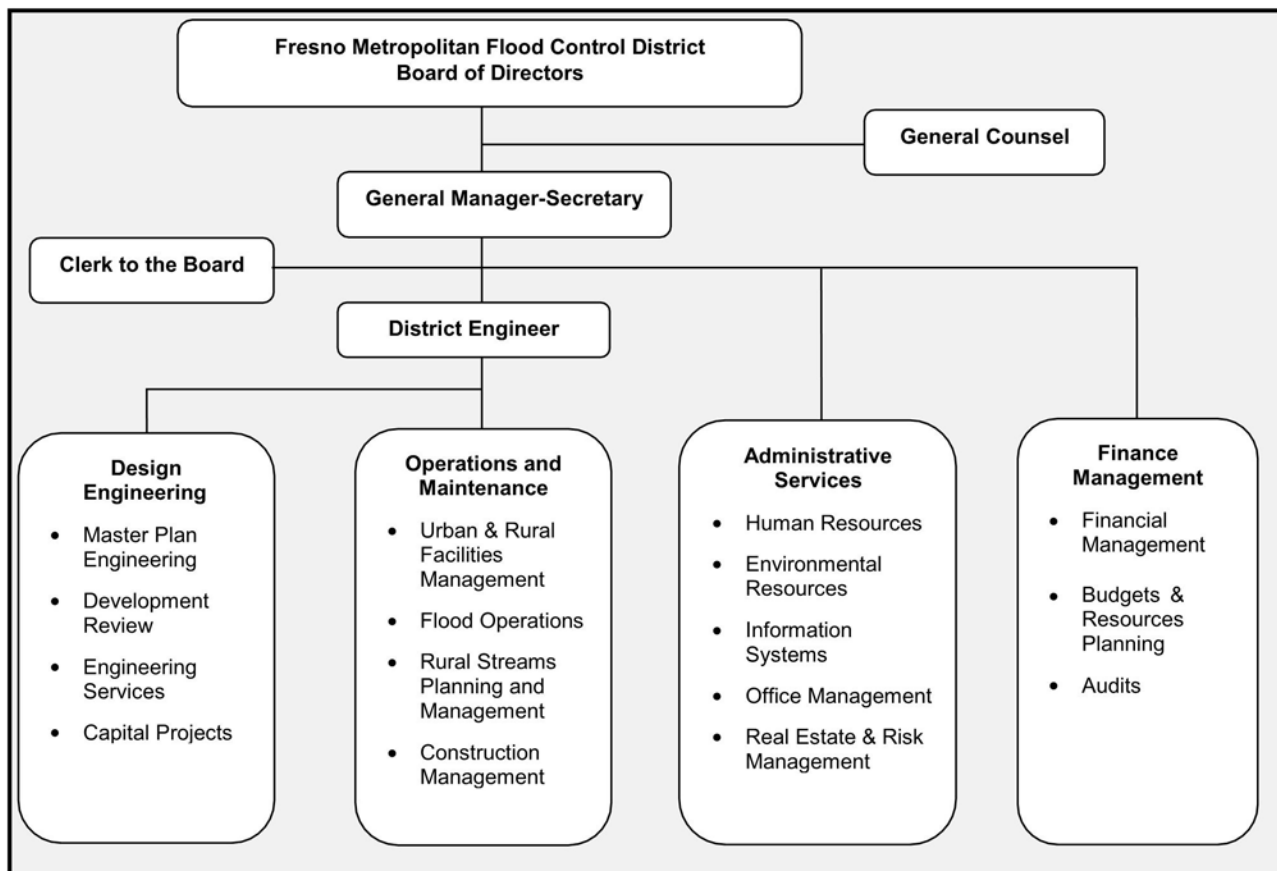 Fresno Metropolitan Flood Control District
Board of Directors
General Counsel
General Manager-Secretary
Clerk to the Board
District Engineer
Design
Engineering
• Master Plan
Engineering
• Development
Review
• Engineering
Services
• Capital Projects
Operations and
Maintenance
• Urban & Rural
Facilities
Management
• Flood Operations
• Rural Streams
Planning and
Management
• Construction
Management
Administrative
Services
• Human Resources
• Environmental
Resources
• Information
Systems
• Office Management
• Real Estate & Risk
Management
Finance
Management
• Financial
Management
• Budgets &
Resources
Planning
• Audits